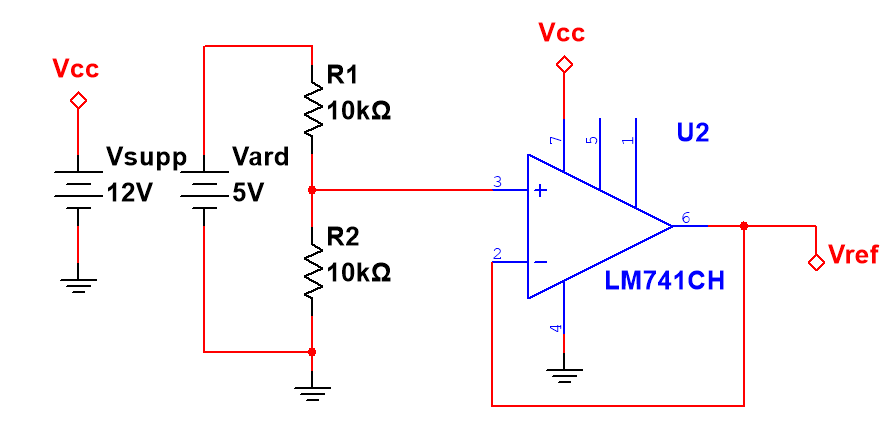 Vcc
Vsupp
12V
Vard
5V
R1
10kΩ
R2
10kΩ
Vcc
7
5
1
U2
3
+
2
−
6
4
LM741CH
Vref